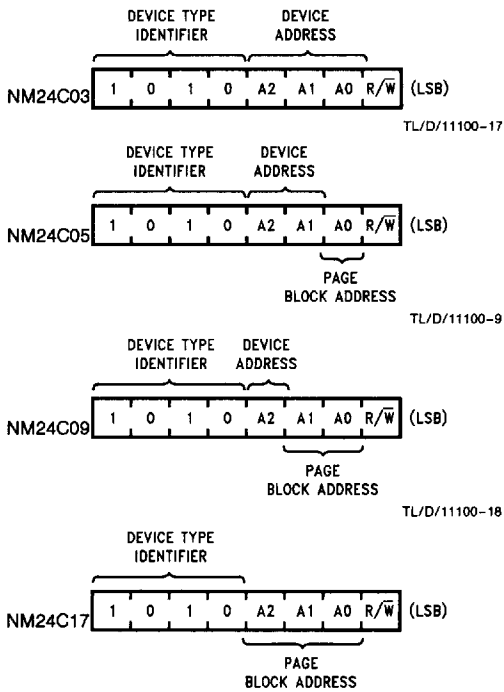 DEVICE TYPE DEVICE
IDENTIFIER ADDRESS
NM24C03 1 0 1 0 A2 A1 A0 R/W̅ (LSB)
TL/D/11100-17
DEVICE TYPE DEVICE
IDENTIFIER ADDRESS
NM24C05 1 0 1 0 A2 A1 A0 R/W̅ (LSB)
PAGE
BLOCK ADDRESS
TL/D/11100-9
DEVICE TYPE DEVICE
IDENTIFIER ADDRESS
NM24C09 1 0 1 0 A2 A1 A0 R/W̅ (LSB)
PAGE
BLOCK ADDRESS
TL/D/11100-18
DEVICE TYPE
IDENTIFIER
NM24C17 1 0 1 0 A2 A1 A0 R/W̅ (LSB)
PAGE
BLOCK ADDRESS